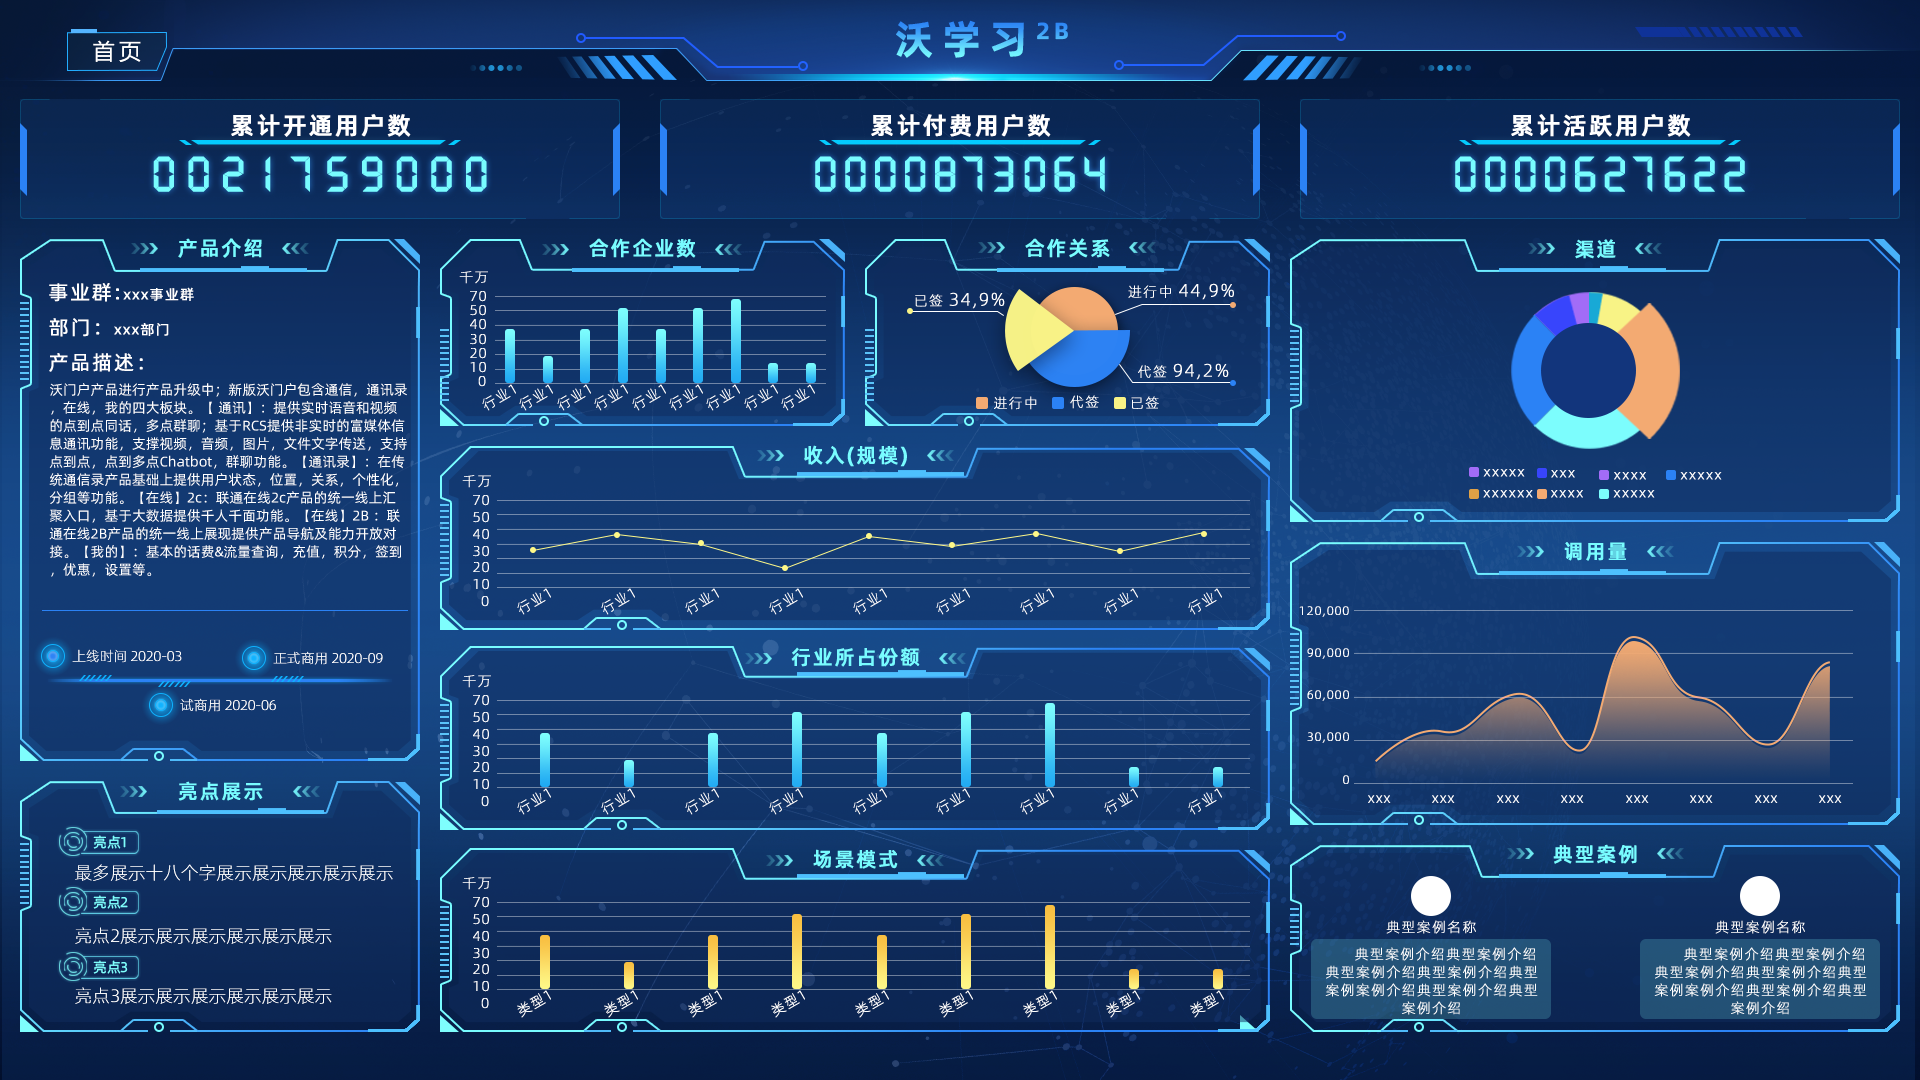 首页
沃学习2B
累计开通用户数
0021759000
累计付费用户数
0000873064
累计活跃用户数
0000627622
产品介绍
事业群:xxx事业群
部门：xxx部门
产品描述：
沃门户产品进行产品升级中；新版沃门户包含通信，通讯录
，在线，我的四大板块。【 通讯】：提供实时语音和视频
的点到点同话，多点群聊；基于RCS提供非实时的富媒体信
息通讯功能，支撑视频，音频，图片，文件文字传送，支持
点到点，点到多点Chatbot，群聊功能。【通讯录】：在传
统通信录产品基础上提供用户状态，位置，关系，个性化，
分组等功能。【在线】2c：联通在线2c产品的统一线上汇
聚入口，基于大数据提供千人千面功能。【在线】2B ：联
通在线2B产品的统一线上展现提供产品导航及能力开放对
接。【我的】：基本的话费&流量查询，充值，积分，签到
，优惠，设置等。
上线时间 2020-03
正式商用 2020-09
试商用 2020-06
亮点展示
亮点1
最多展示十八个字展示展示展示展示展示
亮点2
亮点2展示展示展示展示展示展示
亮点3
亮点3展示展示展示展示展示展示
合作企业数
千万
70
50
40
30
20
10
0
行业1 行业1 行业1 行业1 行业1 行业1 行业1 行业1 行业1
合作关系
已签 34,9%
进行中 44,9%
代签 94,2%
进行中 代签 已签
收入(规模)
千万
70
50
40
30
20
10
0
行业1 行业1 行业1 行业1 行业1 行业1 行业1 行业1 行业1
行业所占份额
千万
70
50
40
30
20
10
0
行业1 行业1 行业1 行业1 行业1 行业1 行业1 行业1 行业1
场景模式
千万
70
50
40
30
20
10
0
类型1 类型1 类型1 类型1 类型1 类型1 类型1 类型1 类型1
渠道
xxxxx xxx xxxx xxxxx
xxxxxx xxxx xxxxx
调用量
120,000
90,000
60,000
30,000
0
xxx xxx xxx xxx xxx xxx xxx xxx
典型案例
典型案例名称
典型案例介绍典型案例介绍
典型案例介绍典型案例介绍典型
案例案例介绍典型案例介绍典型
案例介绍
典型案例名称
典型案例介绍典型案例介绍
典型案例介绍典型案例介绍典型
案例案例介绍典型案例介绍典型
案例介绍